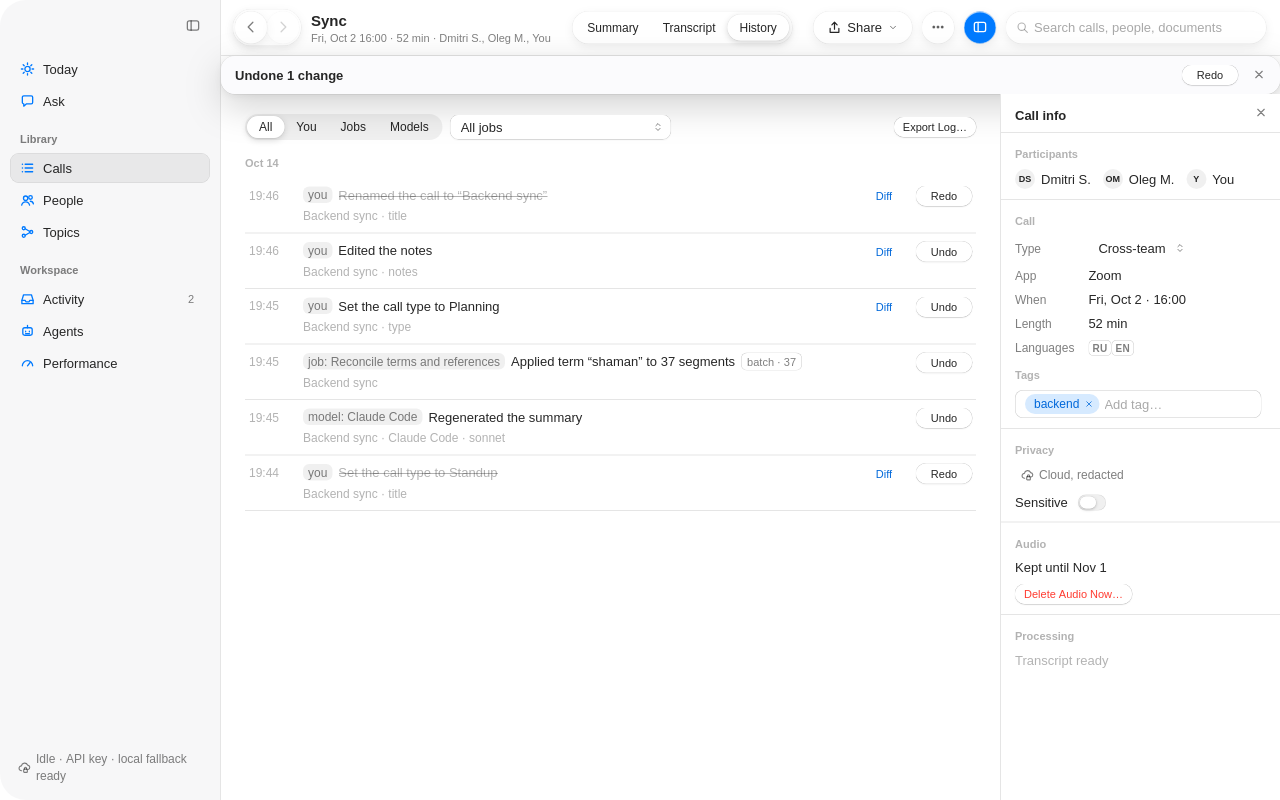 Sync
Fri, Oct 2 16:00 · 52 min · Dmitri S., Oleg M., You
Summary
Transcript
History
Share
Search calls, people, documents
Today
Ask
Library
Calls
People
Topics
Workspace
Activity 2
Agents
Performance
Idle · API key · local fallback
ready
Undone 1 change
Redo
All
You
Jobs
Models
All jobs
Export Log…
Oct 14
19:46 you Renamed the call to “Backend sync” Diff Redo
Backend sync · title
19:46 you Edited the notes Diff Undo
Backend sync · notes
19:45 you Set the call type to Planning Diff Undo
Backend sync · type
19:45 job: Reconcile terms and references Applied term “shaman” to 37 segments batch · 37 Undo
Backend sync
19:45 model: Claude Code Regenerated the summary Undo
Backend sync · Claude Code · sonnet
19:44 you Set the call type to Standup Diff Redo
Backend sync · title
Call info
Participants
DS Dmitri S. OM Oleg M. Y You
Call
Type Cross-team
App Zoom
When Fri, Oct 2 · 16:00
Length 52 min
Languages RU EN
Tags
backend × Add tag…
Privacy
Cloud, redacted
Sensitive
Audio
Kept until Nov 1
Delete Audio Now…
Processing
Transcript ready